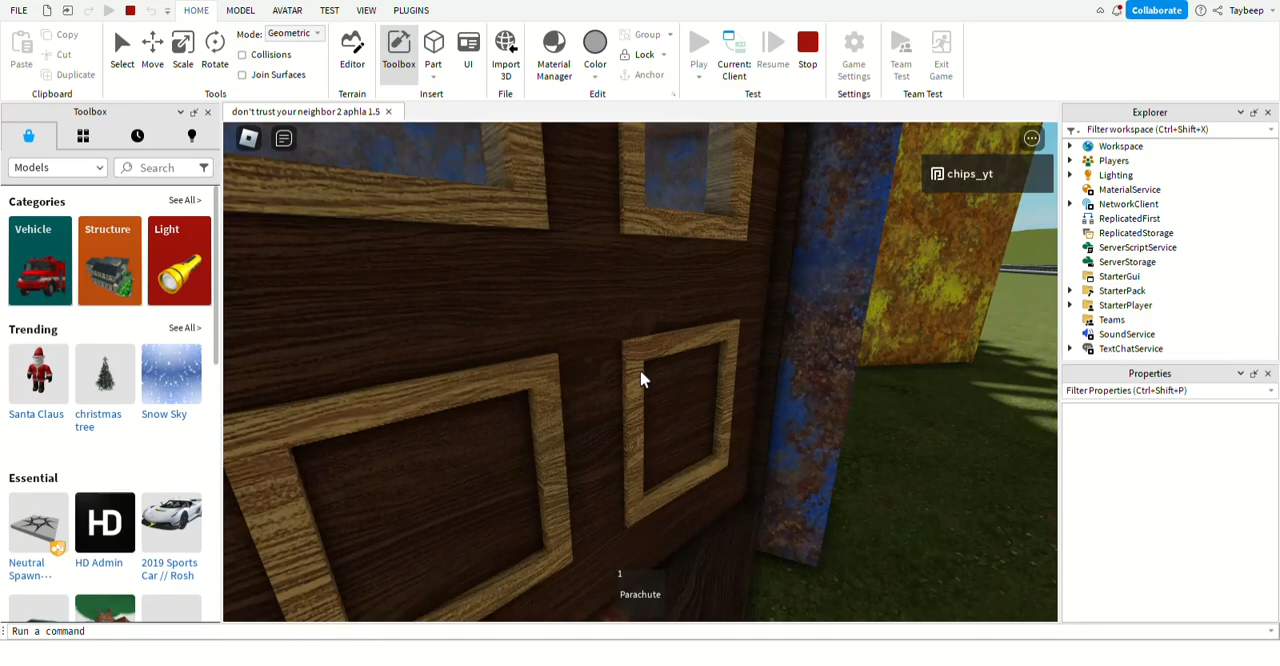 FILE HOME MODEL AVATAR TEST VIEW PLUGINS Collaborate Taybeep
Paste Copy Cut Duplicate
Clipboard
Select Move Scale Rotate
Mode: Geometric
Collisions
Join Surfaces
Tools
Editor
Terrain
Toolbox Part UI
Insert
Import
3D
File
Material
Manager
Color
Group
Lock
Anchor
Edit
Play
Current:
Client
Resume Stop
Test
Game
Settings
Settings
Team
Test
Exit
Game
Team Test
Toolbox
Models Search
Categories See All >
Vehicle Structure Light
Trending See All >
Santa Claus
christmas
tree
Snow Sky
Essential
HD
Neutral
Spawn···
HD Admin
2019 Sports
Car // Rosh
don't trust your neighbor 2 aphla 1.5
chips_yt
1
Parachute
Explorer
Filter workspace (Ctrl+Shift+X)
Workspace
Players
Lighting
MaterialService
NetworkClient
ReplicatedFirst
ReplicatedStorage
ServerScriptService
ServerStorage
StarterGui
StarterPack
StarterPlayer
Teams
SoundService
TextChatService
Properties
Filter Properties (Ctrl+Shift+P)
Run a command